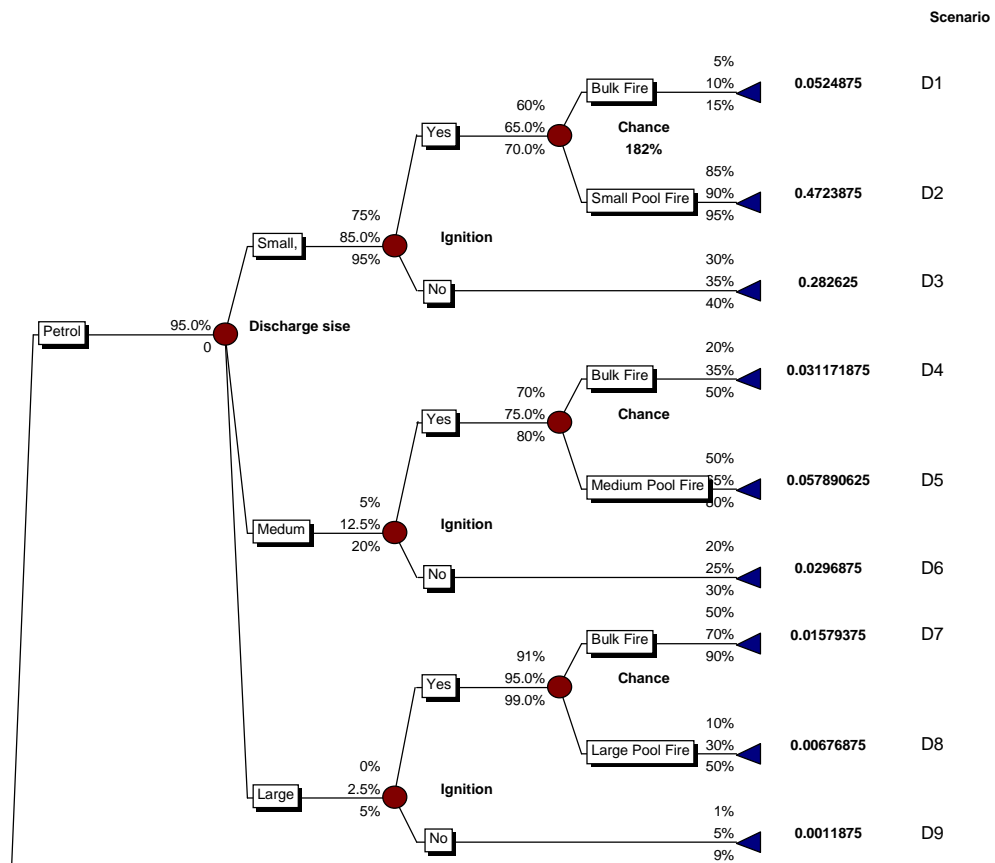 Scenario
5%
Bulk Fire
10%
0.0524875
D1
15%
60%
Yes
65.0%
Chance
70.0%
182%
85%
Small Pool Fire
90%
0.4723875
D2
95%
75%
Small,
85.0%
Ignition
95%
30%
No
35%
0.282625
D3
40%
Petrol
95.0%
Discharge sise
0
20%
Bulk Fire
35%
0.031171875
D4
50%
70%
Yes
75.0%
Chance
80%
50%
Medium Pool Fire
0.057890625
D5
5%
Medum
12.5%
Ignition
20%
20%
No
25%
0.0296875
D6
30%
50%
Bulk Fire
70%
0.01579375
D7
90%
91%
Yes
95.0%
Chance
99.0%
10%
Large Pool Fire
30%
0.00676875
D8
50%
0%
Large
2.5%
Ignition
5%
1%
No
5%
0.0011875
D9
9%